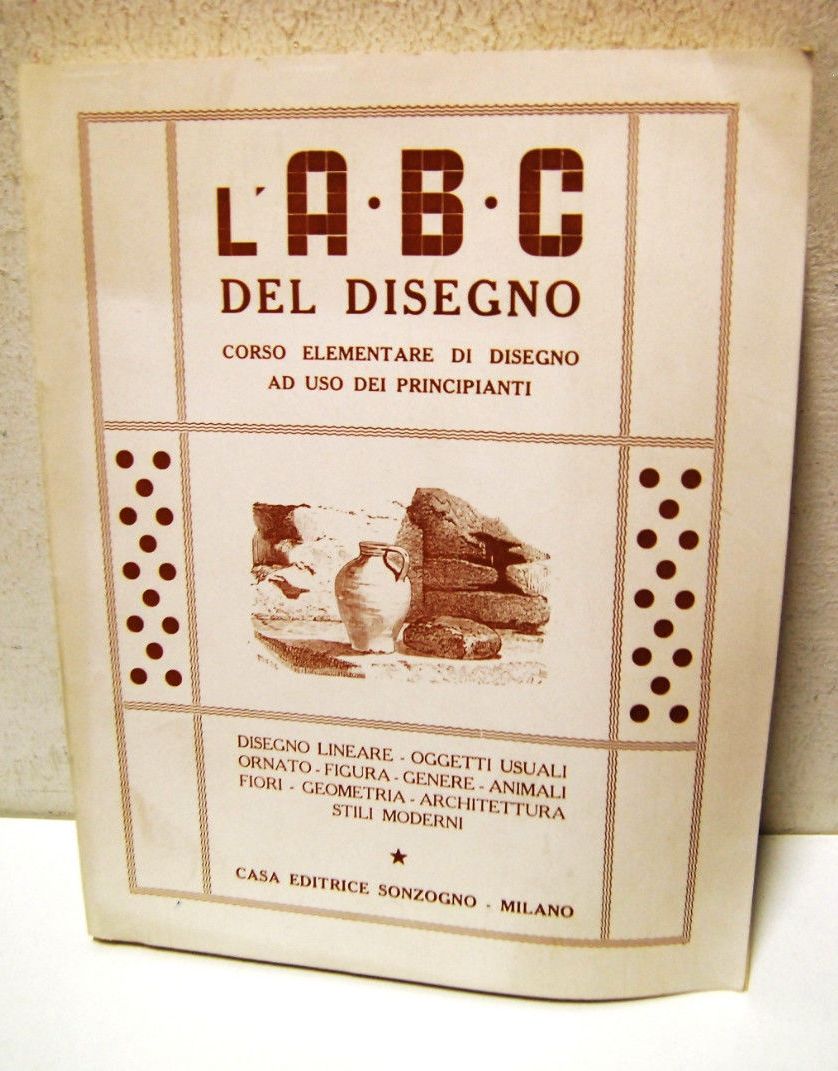 L'A·B·C
DEL DISEGNO
CORSO ELEMENTARE DI DISEGNO
AD USO DEI PRINCIPIANTI
DISEGNO LINEARE - OGGETTI USUALI
ORNATO - FIGURA - GENERE - ANIMALI
FIORI - GEOMETRIA - ARCHITETTURA
STILI MODERNI
CASA EDITRICE SONZOGNO - MILANO